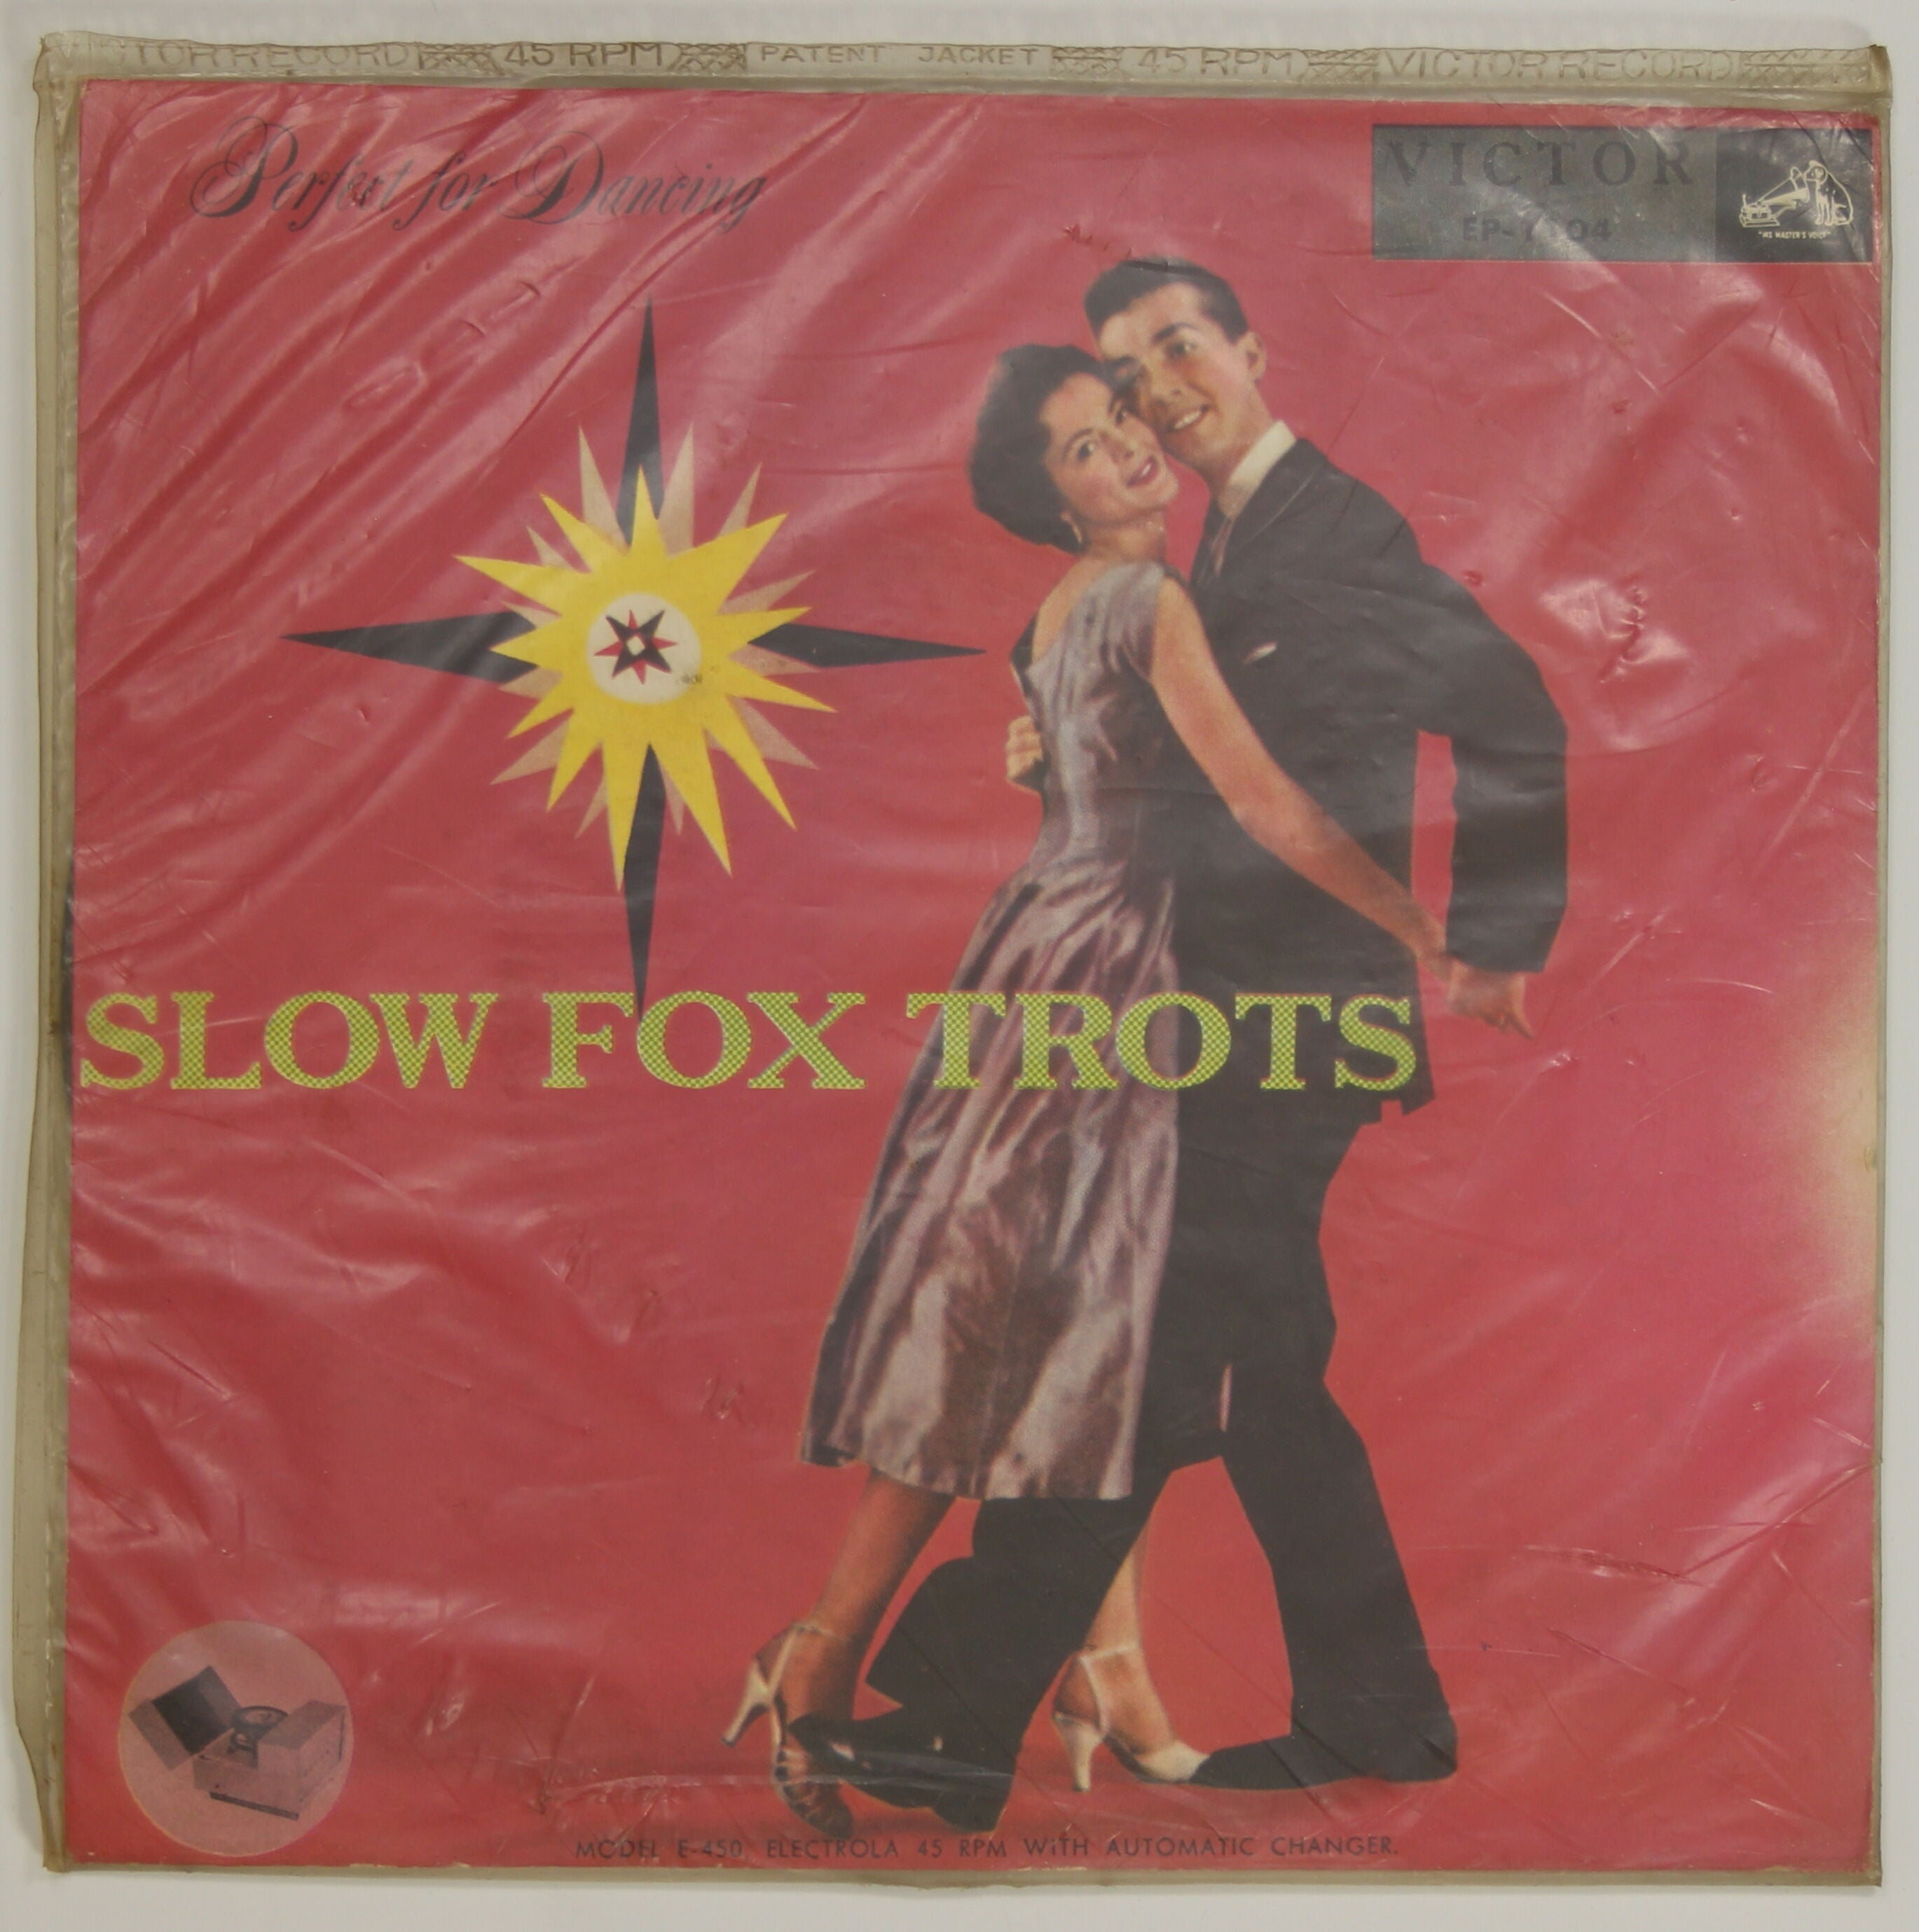 VICTOR RECORD 45 RPM PATENT JACKET 45 RPM VICTOR RECORD
Perfect for Dancing
VICTOR
"HIS MASTER'S VOICE"
SLOW FOX TROTS
MODEL E-450 ELECTROLA 45 RPM WITH AUTOMATIC CHANGER.